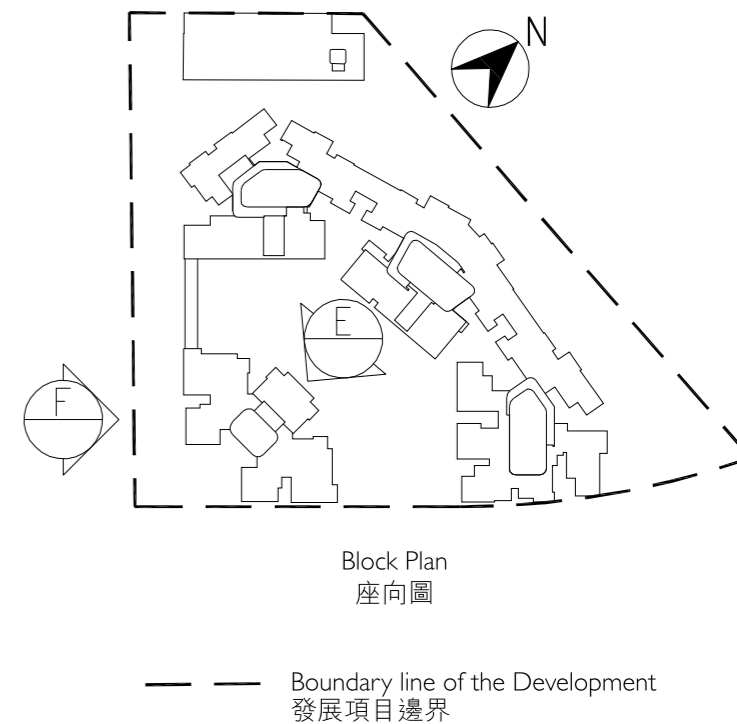 N
E
F
Block Plan
座向圖
Boundary line of the Development
發展項目邊界